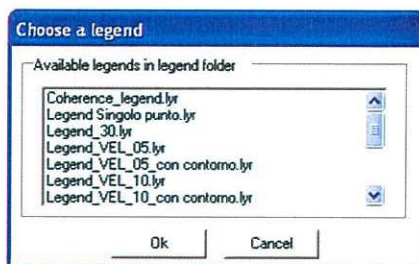 Choose a legend
Available legends in legend folder
Coherence_legend.lyr
Legend Singolo punto.lyr
Legend_30.lyr
Legend_VEL_05.lyr
Legend_VEL_05_con contorno.lyr
Legend_VEL_10.lyr
Legend_VEL_10_con contorno.lyr
Ok Cancel